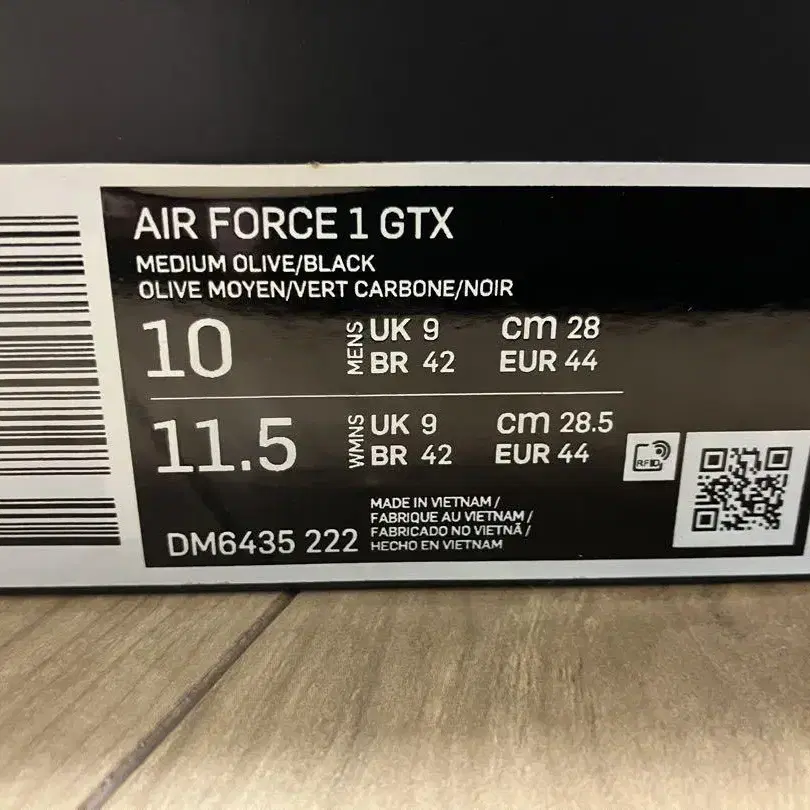 AIR FORCE 1 GTX
MEDIUM OLIVE/BLACK
OLIVE MOYEN/VERT CARBONE/NOIR
10 MENS UK 9 cm 28
BR 42 EUR 44
11.5 WMNS UK 9 cm 28.5
BR 42 EUR 44
RFID
DM6435 222
MADE IN VIETNAM /
FABRIQUE AU VIETNAM /
FABRICADO NO VIETNÃ /
HECHO EN VIETNAM